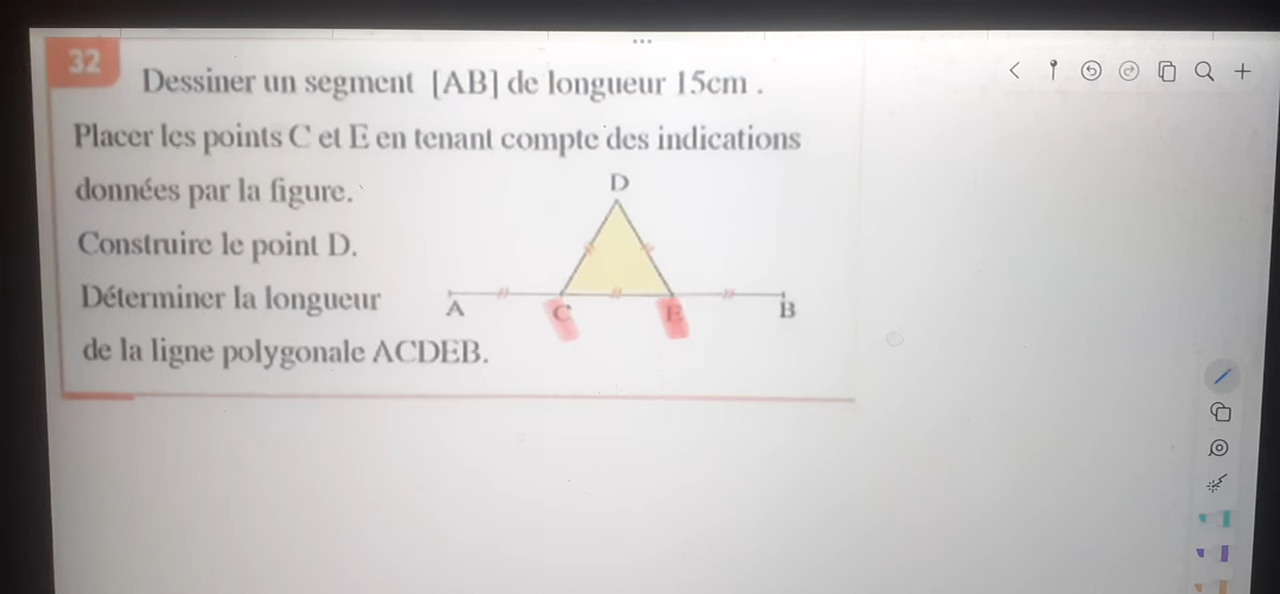 32
Dessiner un segment [AB] de longueur 15cm .
Placer les points C et E en tenant compte des indications
données par la figure.
Construire le point D.
Déterminer la longueur
de la ligne polygonale ACDEB.
D
A C E B